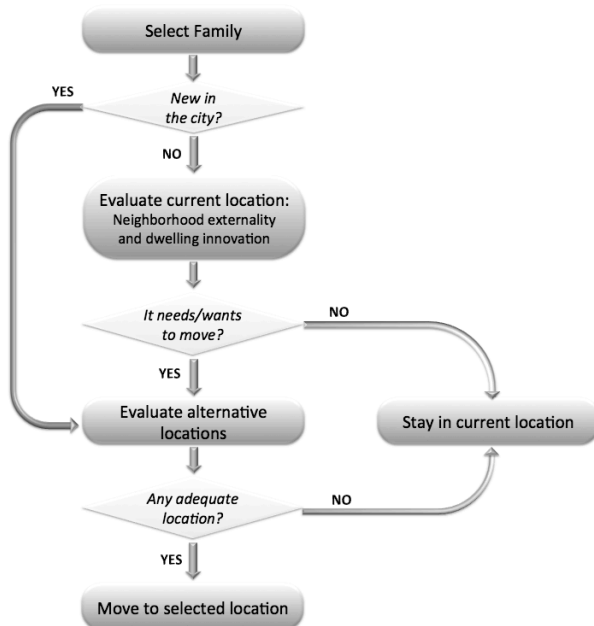 Select Family
YES
New in
the city?
NO
Evaluate current location:
Neighborhood externality
and dwelling innovation
It needs/wants
to move?
NO
YES
Evaluate alternative
locations
Stay in current location
Any adequate
location?
NO
YES
Move to selected location